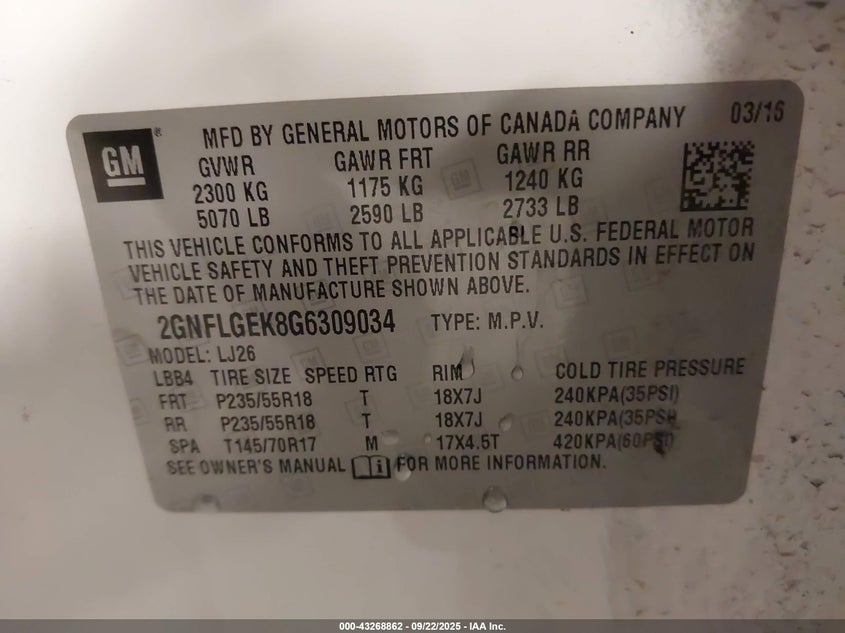 GM ® MFD BY GENERAL MOTORS OF CANADA COMPANY 03/16
GVWR GAWR FRT GAWR RR
2300 KG 1175 KG 1240 KG
5070 LB 2590 LB 2733 LB
THIS VEHICLE CONFORMS TO ALL APPLICABLE U.S. FEDERAL MOTOR
VEHICLE SAFETY AND THEFT PREVENTION STANDARDS IN EFFECT ON
THE DATE OF MANUFACTURE SHOWN ABOVE.
2GNFLGEK8G6309034 TYPE: M.P.V.
MODEL: LJ26
LBB4 TIRE SIZE SPEED RTG RIM COLD TIRE PRESSURE
FRT P235/55R18 T 18X7J 240KPA(35PSI)
RR P235/55R18 T 18X7J 240KPA(35PSI)
SPA T145/70R17 M 17X4.5T 420KPA(60PSI)
SEE OWNER'S MANUAL FOR MORE INFORMATION.
000-43268862 - 09/22/2025 - IAA Inc.